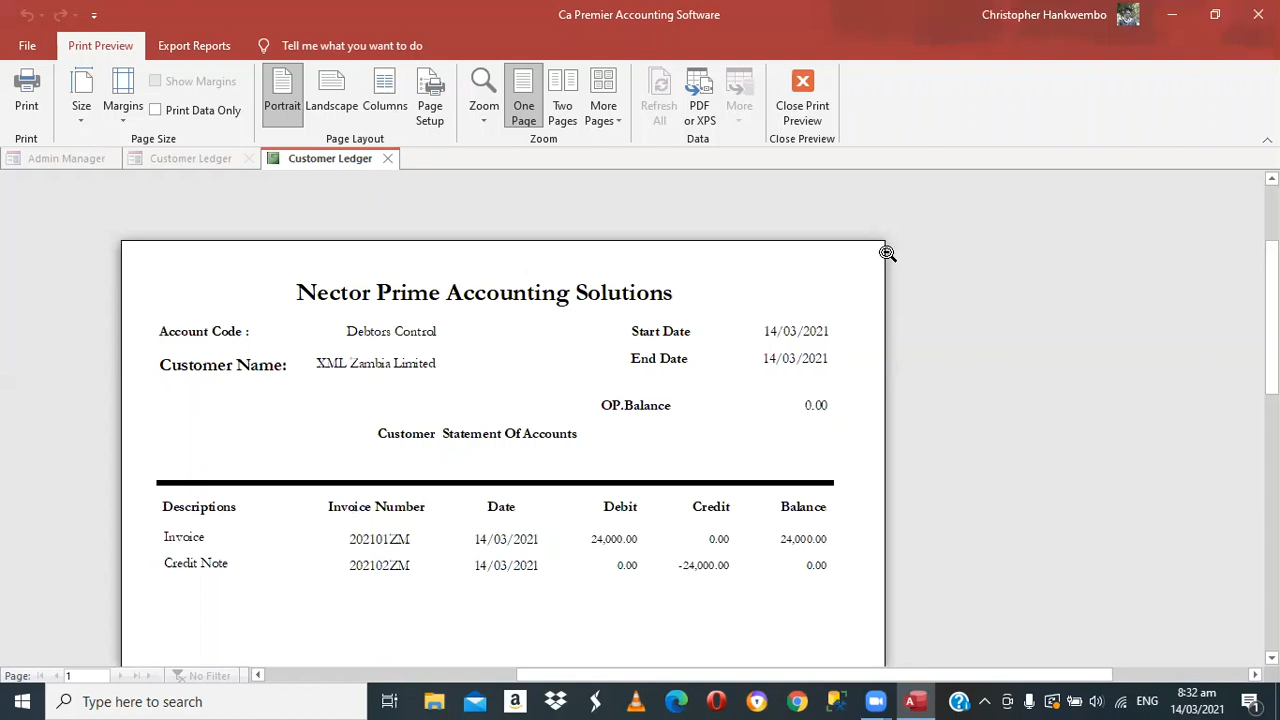 Ca Premier Accounting Software
Christopher Hankwembo
File Print Preview Export Reports Tell me what you want to do
Print
Size
Margins
Show Margins
Print Data Only
Portrait
Landscape
Columns
Page Setup
Zoom
One Page
Two Pages
More Pages
Refresh All
PDF or XPS
More
Close Print Preview
Print Page Size Page Layout Zoom Data Close Preview
Admin Manager Customer Ledger Customer Ledger
Nector Prime Accounting Solutions
Account Code : Debtors Control Start Date 14/03/2021
Customer Name: XML Zambia Limited End Date 14/03/2021
OP.Balance 0.00
Customer Statement Of Accounts
Descriptions Invoice Number Date Debit Credit Balance
Invoice 202101ZM 14/03/2021 24,000.00 0.00 24,000.00
Credit Note 202102ZM 14/03/2021 0.00 -24,000.00 0.00
Page: 1 No Filter
Type here to search
ENG
8:32 am
14/03/2021
1